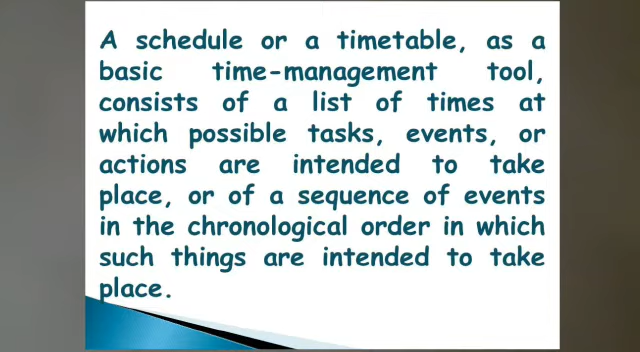 A schedule or a timetable, as a
basic time-management tool,
consists of a list of times at
which possible tasks, events, or
actions are intended to take
place, or of a sequence of events
in the chronological order in which
such things are intended to take
place.